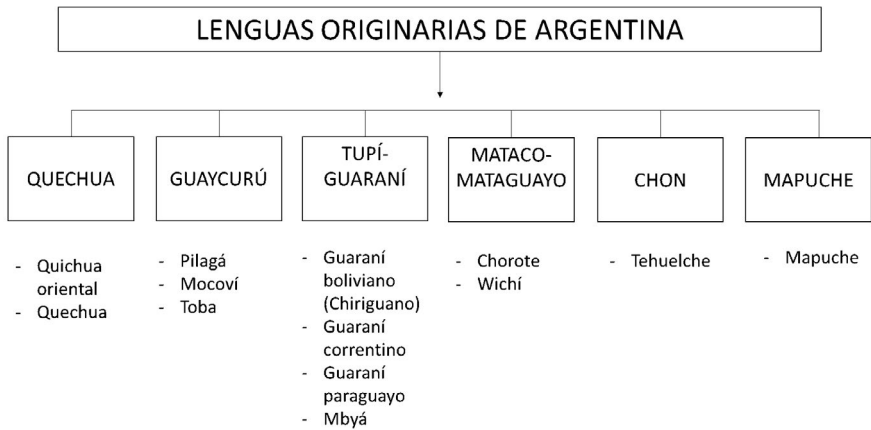 LENGUAS ORIGINARIAS DE ARGENTINA
QUECHUA
GUAYCURÚ
TUPÍ-
GUARANÍ
MATACO-
MATAGUAYO
CHON
MAPUCHE
- Quichua
oriental
- Quechua
- Pilagá
- Mocoví
- Toba
- Guaraní
boliviano
(Chiriguano)
- Guaraní
correntino
- Guaraní
paraguayo
- Mbyá
- Chorote
- Wichí
- Tehuelche
- Mapuche